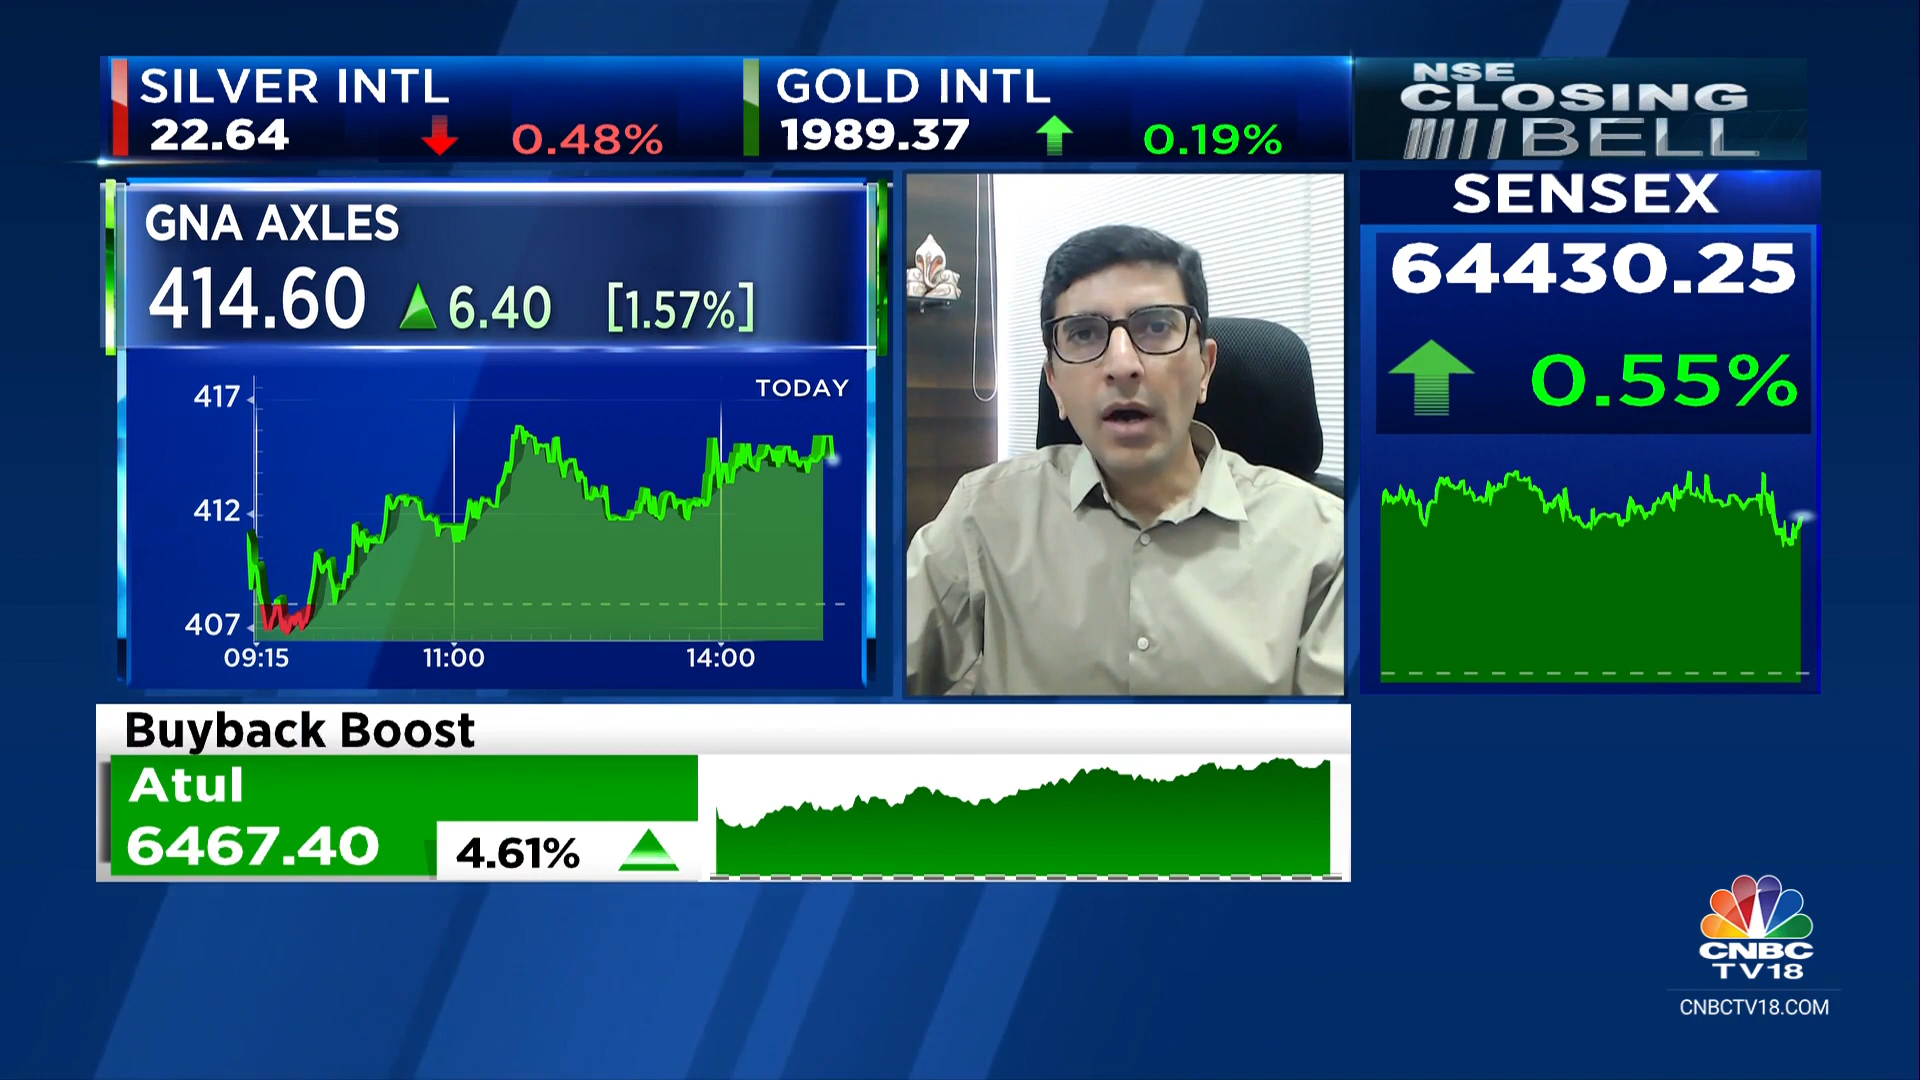 SILVER INTL
22.64 0.48%
GOLD INTL
1989.37 0.19%
NSE
CLOSING
BELL
GNA AXLES
414.60 6.40 [1.57%]
TODAY
417
412
407
09:15 11:00 14:00
SENSEX
64430.25
0.55%
Buyback Boost
Atul
6467.40 4.61%
CNBC
TV18
CNBCTV18.COM